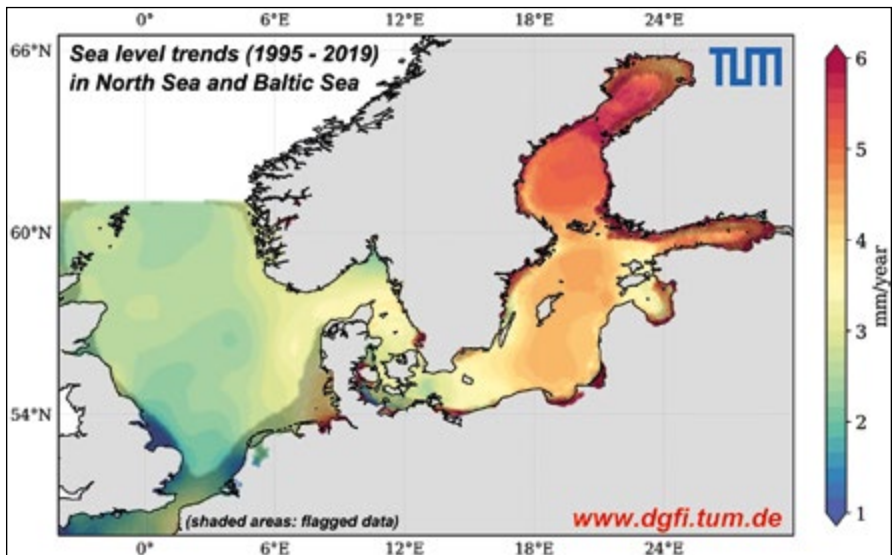 0° 6°E 12°E 18°E 24°E
66°N
Sea level trends (1995 - 2019)
in North Sea and Baltic Sea
TUM
6
5
60°N
4
mm/year
3
54°N
2
(shaded areas: flagged data)
www.dgfi.tum.de
1
0° 6°E 12°E 18°E 24°E